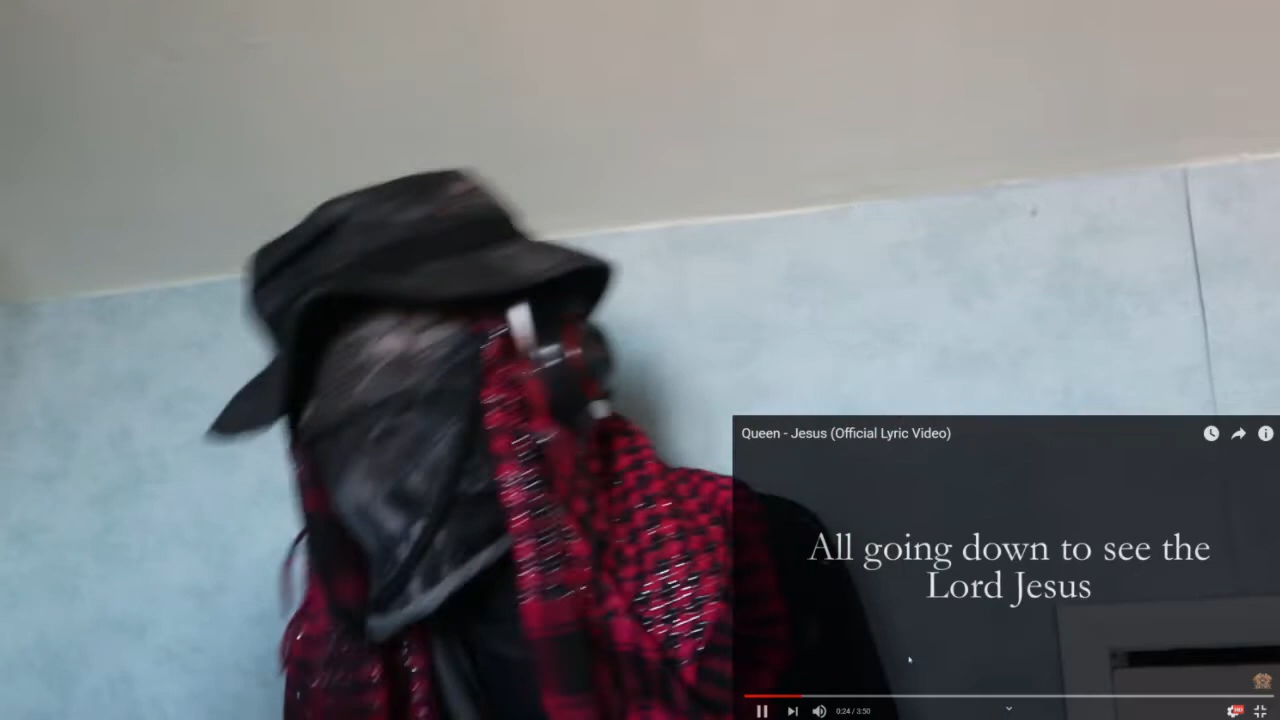 Queen - Jesus (Official Lyric Video)
All going down to see the
Lord Jesus
0:24 / 3:50